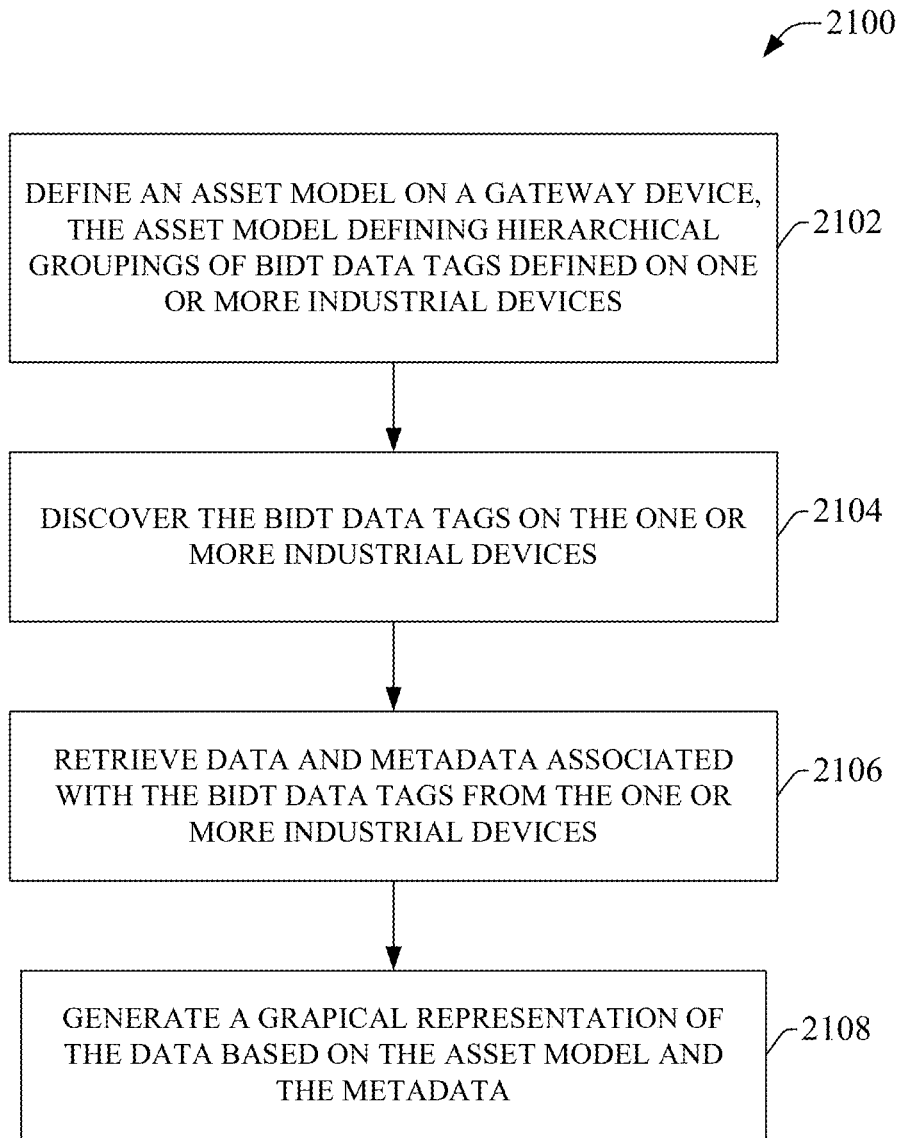 2100
DEFINE AN ASSET MODEL ON A GATEWAY DEVICE,
THE ASSET MODEL DEFINING HIERARCHICAL
GROUPINGS OF BIDT DATA TAGS DEFINED ON ONE
OR MORE INDUSTRIAL DEVICES
2102
DISCOVER THE BIDT DATA TAGS ON THE ONE OR
MORE INDUSTRIAL DEVICES
2104
RETRIEVE DATA AND METADATA ASSOCIATED
WITH THE BIDT DATA TAGS FROM THE ONE OR
MORE INDUSTRIAL DEVICES
2106
GENERATE A GRAPICAL REPRESENTATION OF
THE DATA BASED ON THE ASSET MODEL AND
THE METADATA
2108